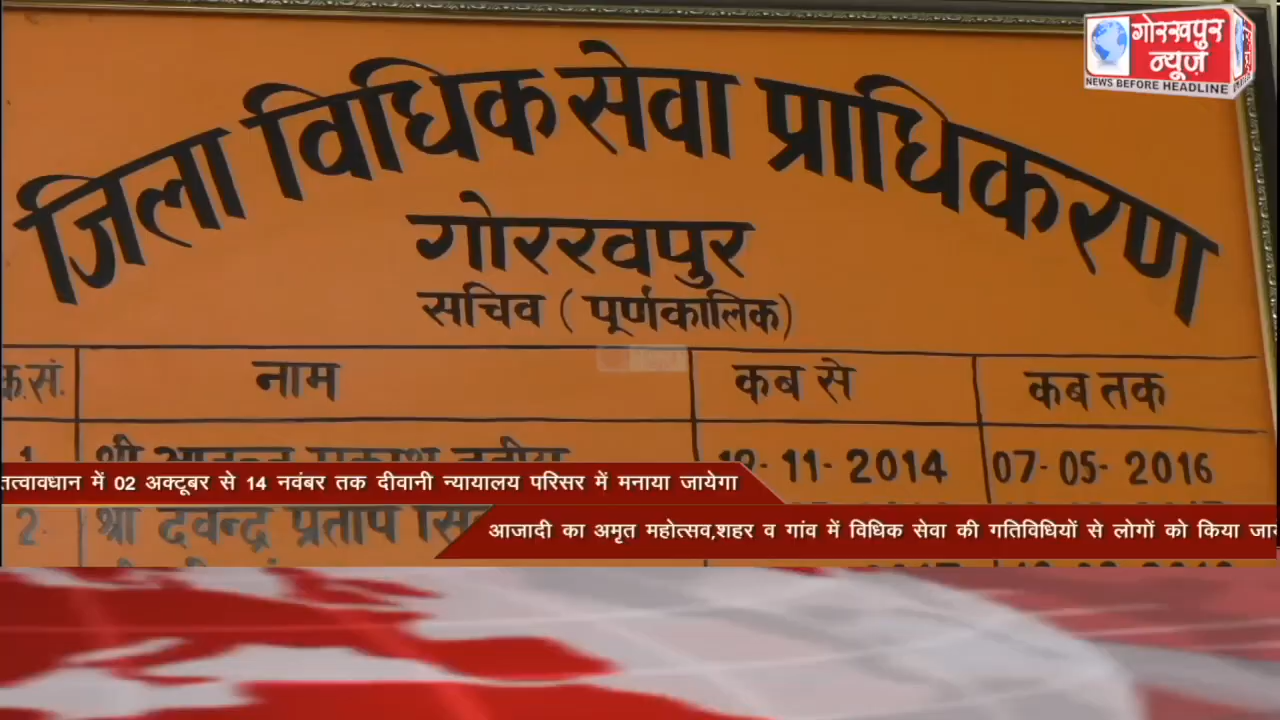 गोरखपुर
न्यूज़
NEWS BEFORE HEADLINE
जिला विधिक सेवा प्राधिकरण
गोरखपुर
सचिव ( पूर्णकालिक)
क्र.सं. नाम कब से कब तक
1. श्री 12-11-2014 07-05-2016
तत्वावधान में 02 अक्टूबर से 14 नवंबर तक दीवानी न्यायालय परिसर में मनाया जायेगा
2. श्री देवेन्द्र प्रताप
आजादी का अमृत महोत्सव,शहर व गांव में विधिक सेवा की गतिविधियों से लोगों को किया